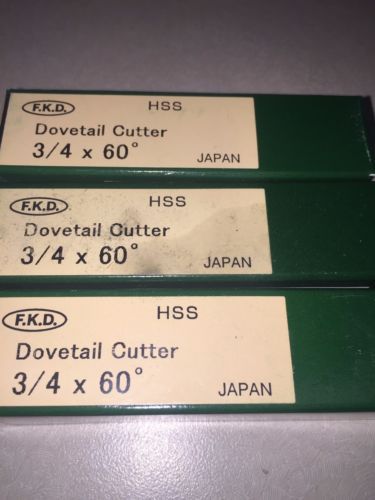 F.K.D. HSS
Dovetail Cutter
3/4 x 60°
JAPAN
F.K.D. HSS
Dovetail Cutter
3/4 x 60°
JAPAN
F.K.D. HSS
Dovetail Cutter
3/4 x 60°
JAPAN